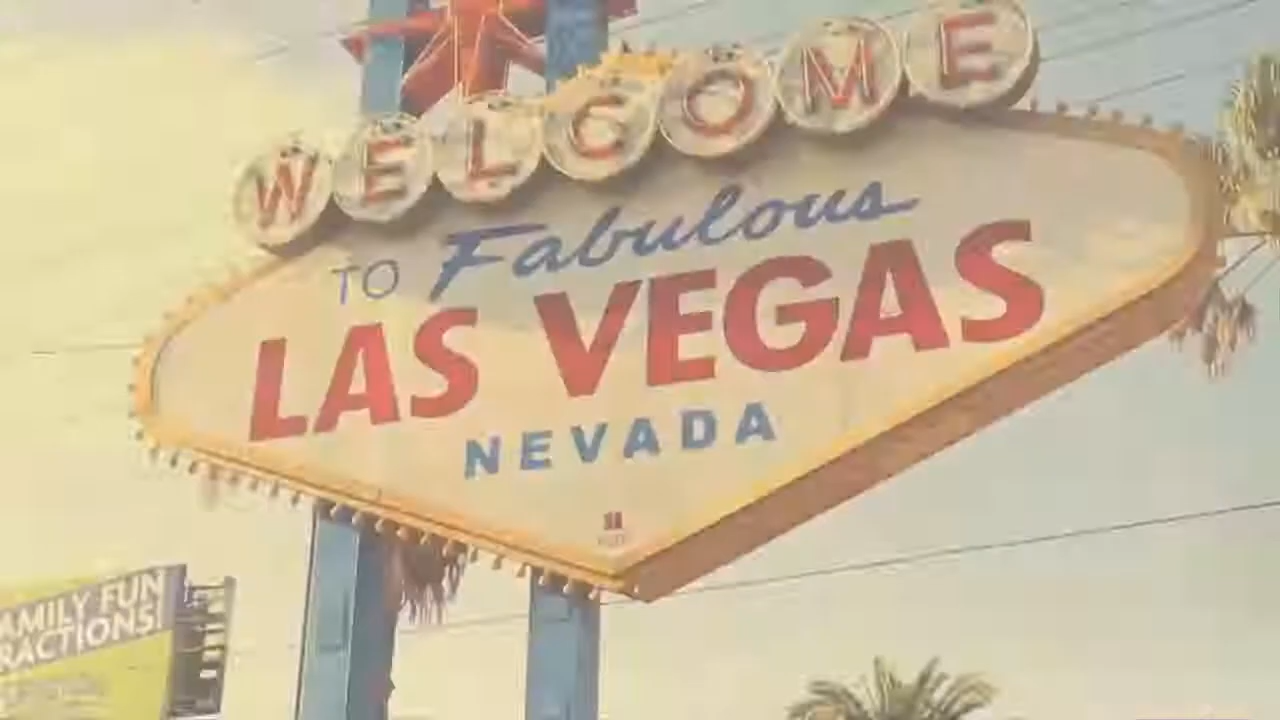 WELCOME
TO Fabulous
LAS VEGAS
NEVADA
AMILY FUN
RACTIONS!